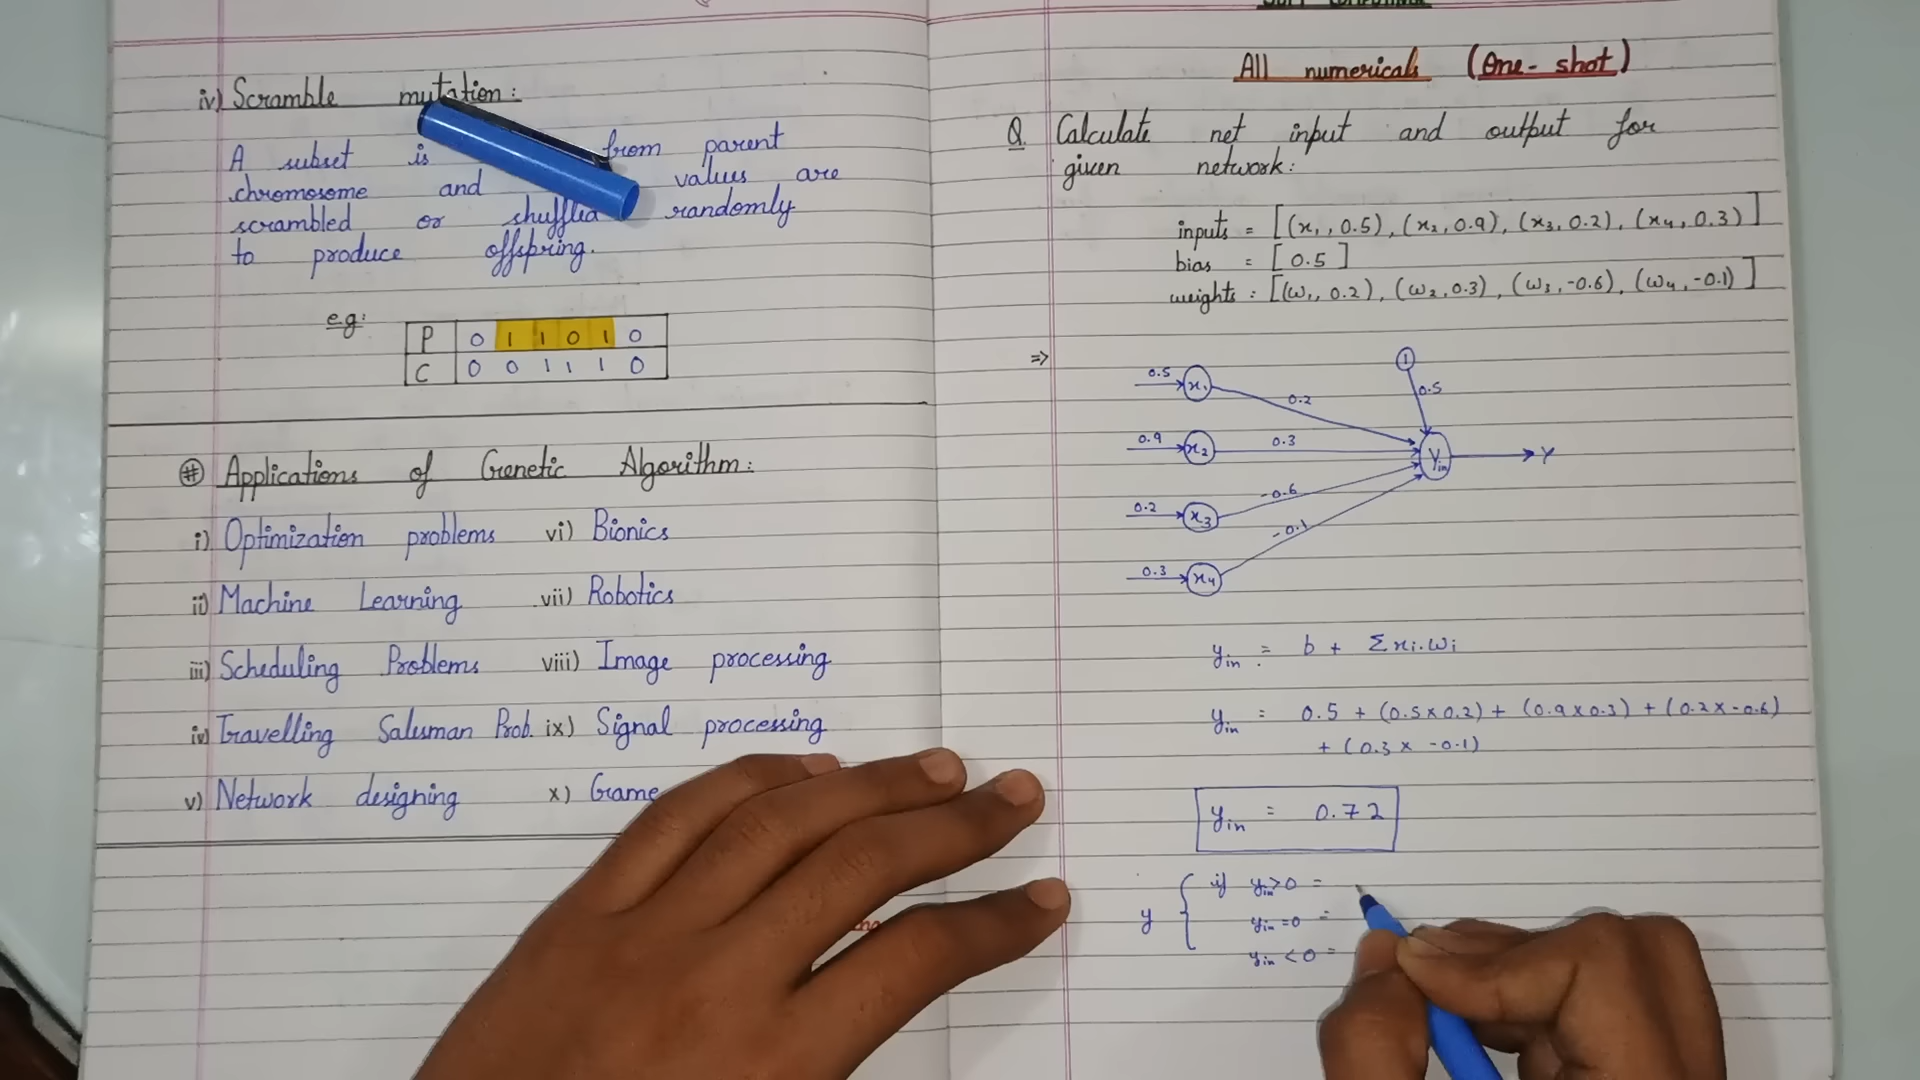 iv) Scramble mutation:
A subset is from parent
chromosome and values are
scrambled or shuffled randomly
to produce offspring.
e.g:
P 0 1 1 0 1 0
C 0 0 1 1 1 0
# Applications of Genetic Algorithm:
i) Optimization problems vi) Bionics
ii) Machine Learning vii) Robotics
iii) Scheduling Problems viii) Image processing
iv) Travelling Salesman Prob. ix) Signal processing
v) Network designing x) Game
All numericals (One-shot)
Q. Calculate net input and output for
given network:
inputs = [(x1, 0.5), (x2, 0.9), (x3, 0.2), (x4, 0.3)]
bias = [0.5]
weights = [(ω1, 0.2), (ω2, 0.3), (ω3, -0.6), (ω4, -0.1)]
⇒
1
0.5
0.5 x1 0.2
0.9 x2 0.3 Yin Y
0.2 x3 -0.6
0.3 x4 -0.1
yin = b + Σxi.ωi
yin = 0.5 + (0.5×0.2) + (0.9×0.3) + (0.2×-0.6)
+ (0.3 × -0.1)
yin = 0.72
y { if yin>0 =
yin=0 =
yin<0 =